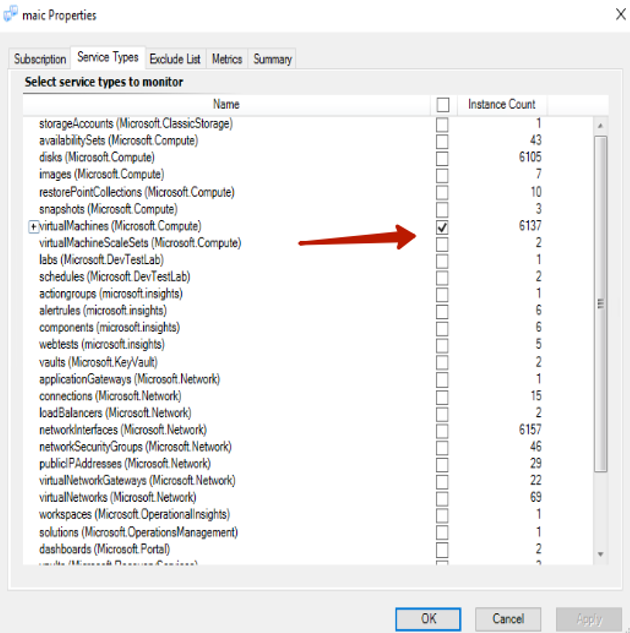 maic Properties
Subscription Service Types Exclude List Metrics Summary
Select service types to monitor
Name Instance Count
storageAccounts (Microsoft.ClassicStorage) 1
availabilitySets (Microsoft.Compute) 43
disks (Microsoft.Compute) 6105
images (Microsoft.Compute) 7
restorePointCollections (Microsoft.Compute) 10
snapshots (Microsoft.Compute) 3
virtualMachines (Microsoft.Compute) 6137
virtualMachineScaleSets (Microsoft.Compute) 2
labs (Microsoft.DevTestLab) 1
schedules (Microsoft.DevTestLab) 2
actiongroups (microsoft.insights) 1
alertrules (microsoft.insights) 6
components (microsoft.insights) 6
webtests (microsoft.insights) 5
vaults (Microsoft.KeyVault) 2
applicationGateways (Microsoft.Network) 1
connections (Microsoft.Network) 15
loadBalancers (Microsoft.Network) 2
networkInterfaces (Microsoft.Network) 6157
networkSecurityGroups (Microsoft.Network) 46
publicIPAddresses (Microsoft.Network) 29
virtualNetworkGateways (Microsoft.Network) 22
virtualNetworks (Microsoft.Network) 69
workspaces (Microsoft.OperationalInsights) 1
solutions (Microsoft.OperationsManagement) 1
dashboards (Microsoft.Portal) 2
OK Cancel Apply